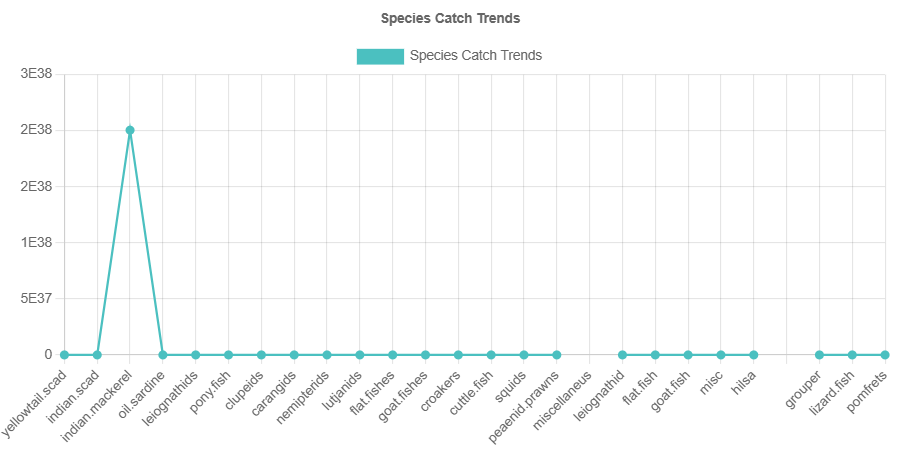 Species Catch Trends
Species Catch Trends
3E38
2E38
2E38
1E38
5E37
0
yellowtail.scad
indian.scad
indian.mackerel
oil.sardine
leiognathids
pony.fish
clupeids
carangids
nemipterids
lutjanids
flat.fishes
goat.fishes
croakers
cuttle.fish
squids
peaenid.prawns
miscellaneus
leiognathid
flat.fish
goat.fish
misc
hilsa
grouper
lizard.fish
pomfrets